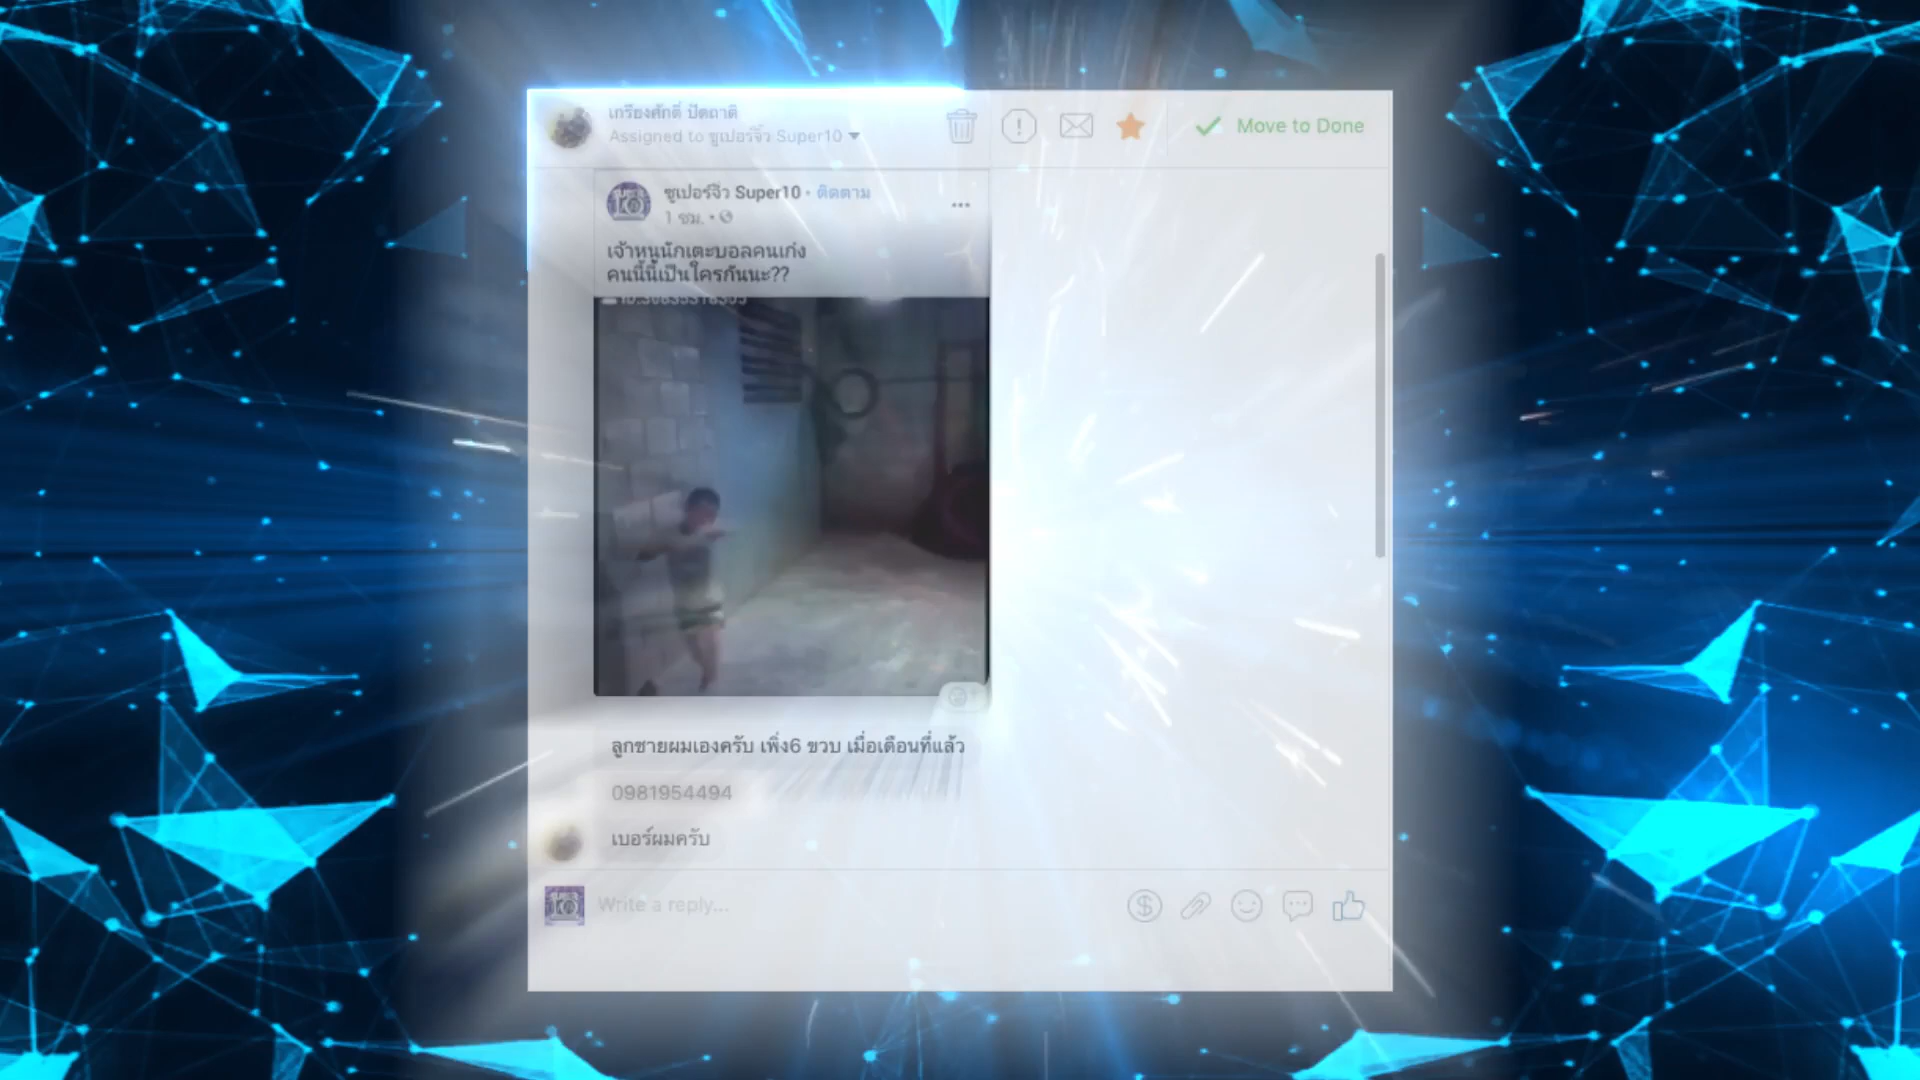 เกรียงศักดิ์ ปัดถาติ
Assigned to ซูเปอร์จิ๋ว Super10
Move to Done
ซูเปอร์จิ๋ว Super10 · ติดตาม
1 ชม. ·
เจ้าหนูนักเตะบอลคนเก่ง
คนนี้นี้เป็นใครกันนะ??
ลูกชายผมเองครับ เพิ่ง6 ขวบ เมื่อเดือนที่แล้ว
0981954494
เบอร์ผมครับ
Write a reply...